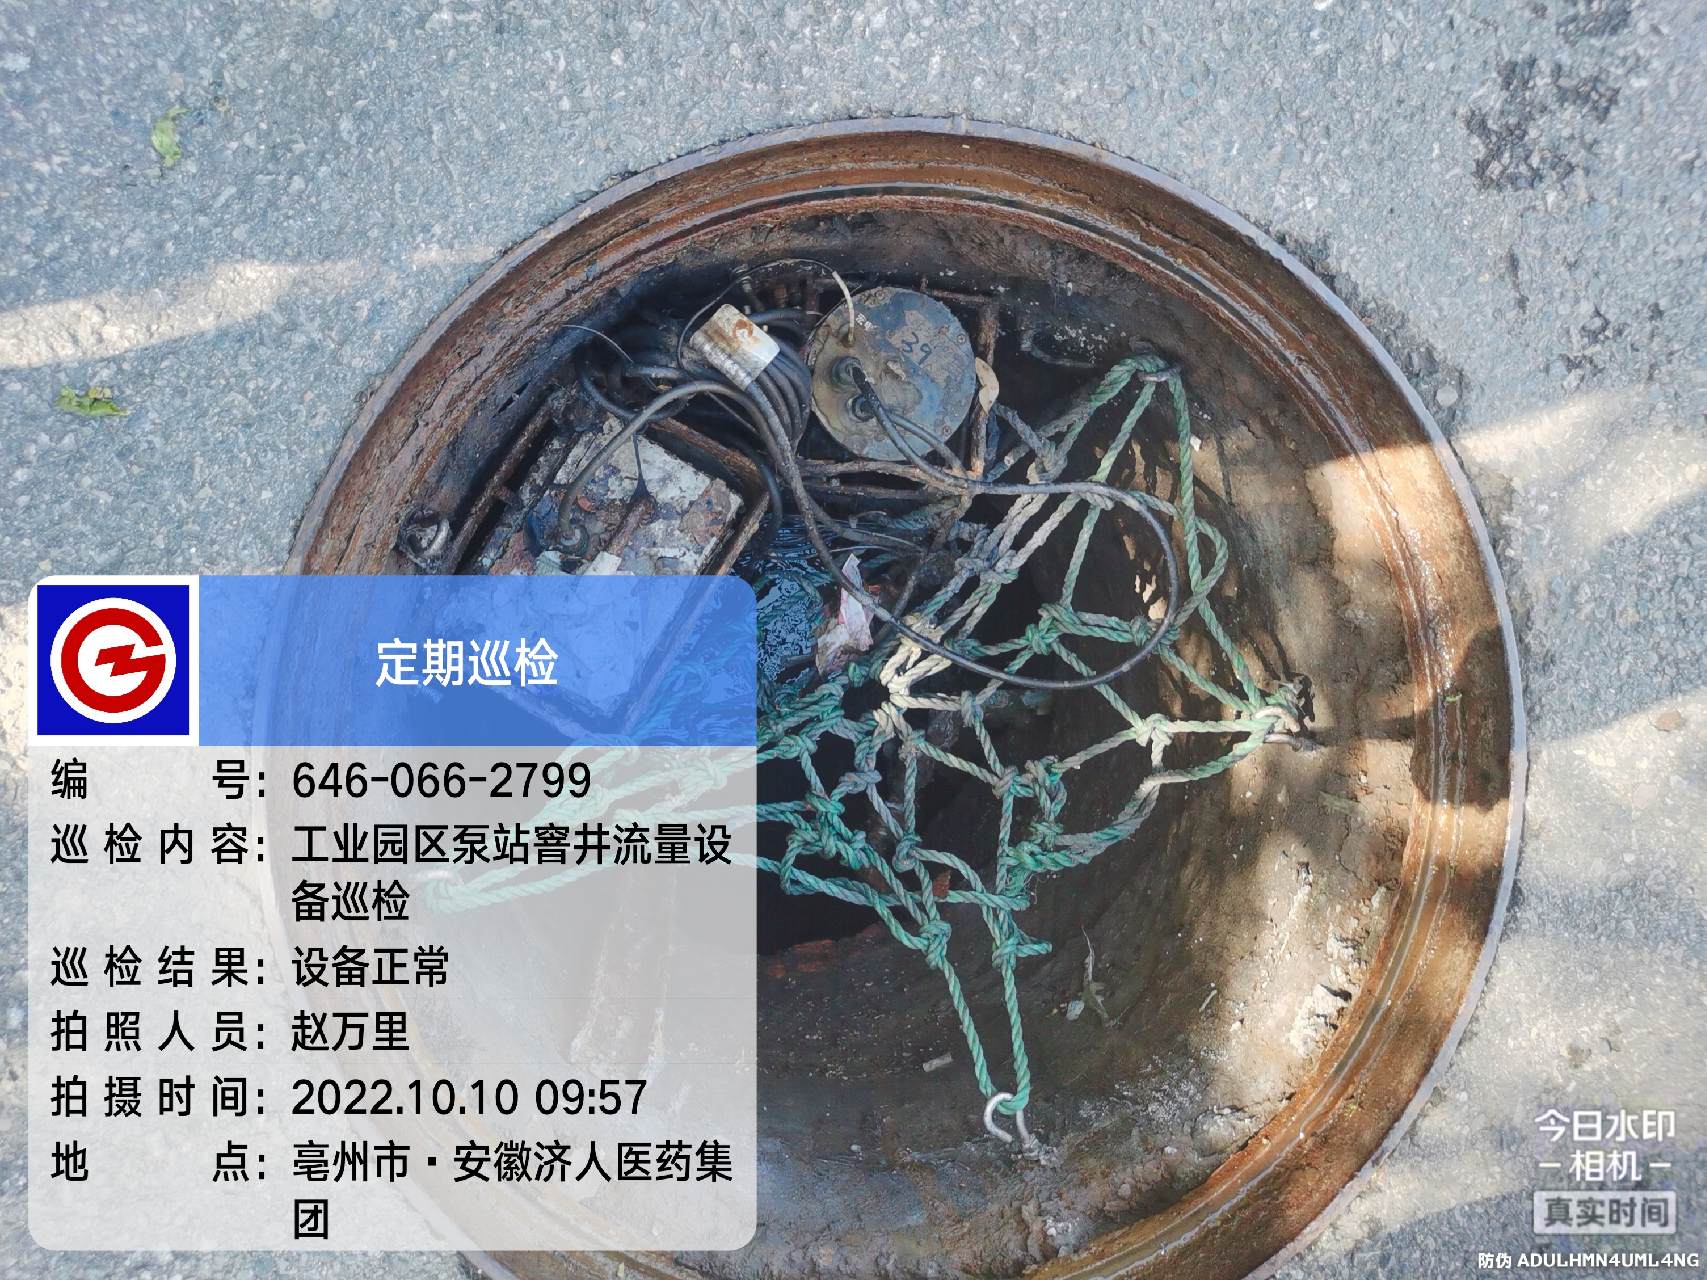 39
定期巡检
编号：646-066-2799
巡检内容：工业园区泵站窖井流量设
备巡检
巡检结果：设备正常
拍照人员：赵万里
拍摄时间：2022.10.10 09:57
地点：亳州市·安徽济人医药集
团
今日水印
-相机-
真实时间
防伪 ADULHMN4UML4NG